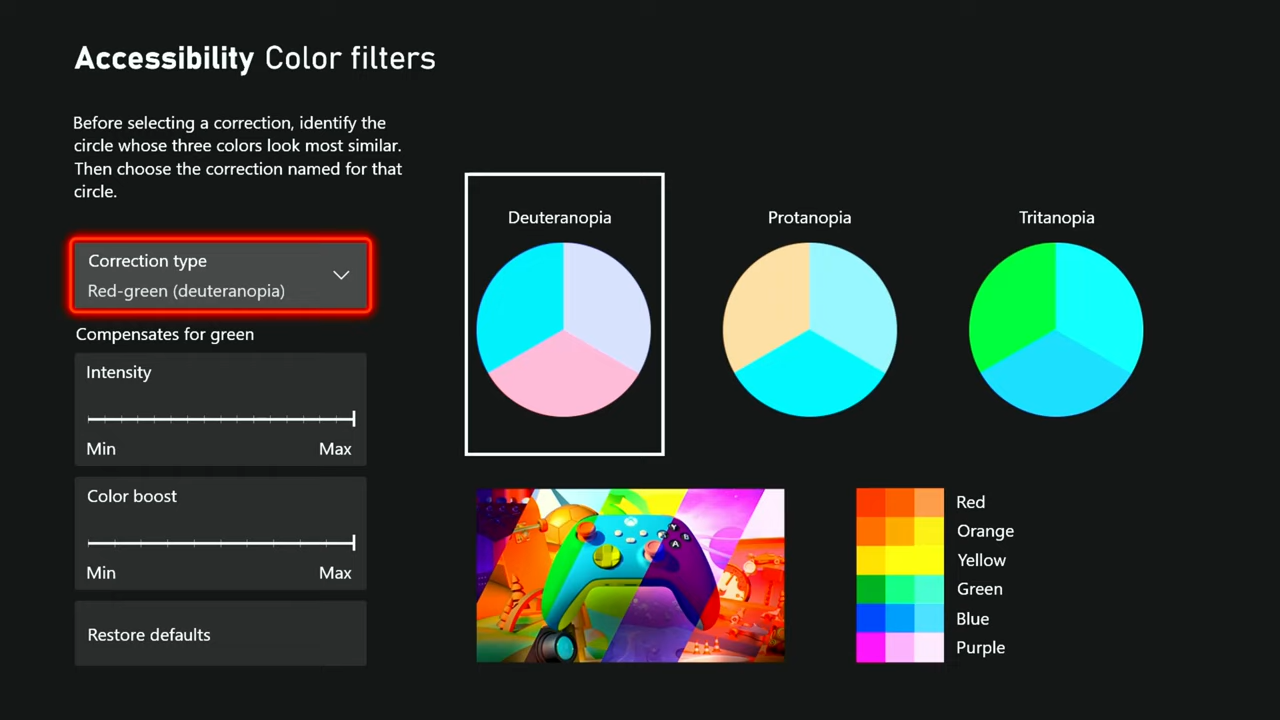 Accessibility Color filters
Before selecting a correction, identify the
circle whose three colors look most similar.
Then choose the correction named for that
circle.
Correction type
Red-green (deuteranopia)
Compensates for green
Intensity
Min Max
Color boost
Min Max
Restore defaults
Deuteranopia Protanopia Tritanopia
Y
B
A
Red
Orange
Yellow
Green
Blue
Purple